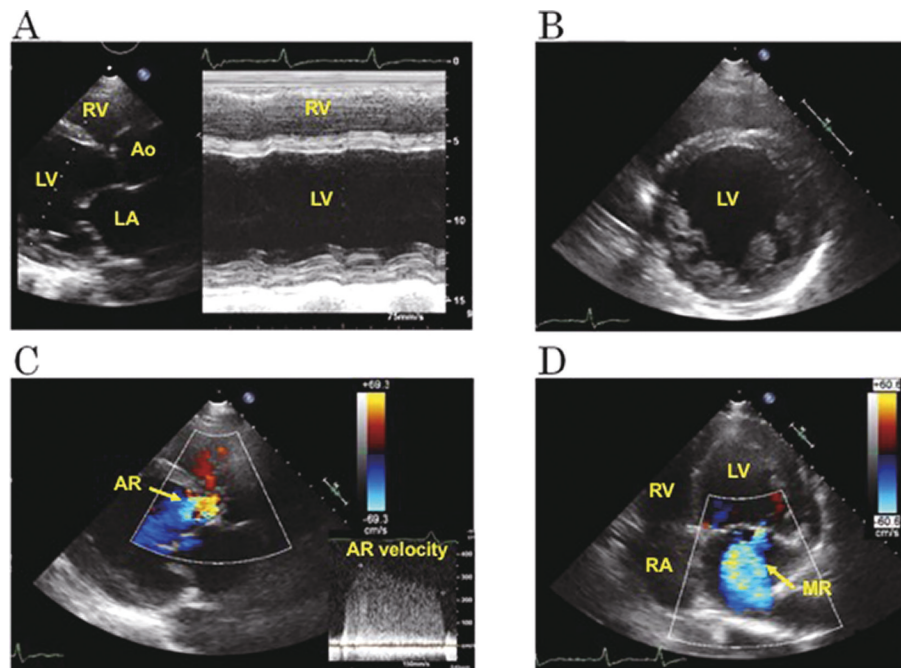 A
RV
Ao
LV
LA
RV
LV
0
5
10
15
75mm/s
9
B
LV
C
AR
+69.3
-69.3
cm/s
AR velocity
D
LV
RV
RA
MR
+60.6
-60.6
cm/s